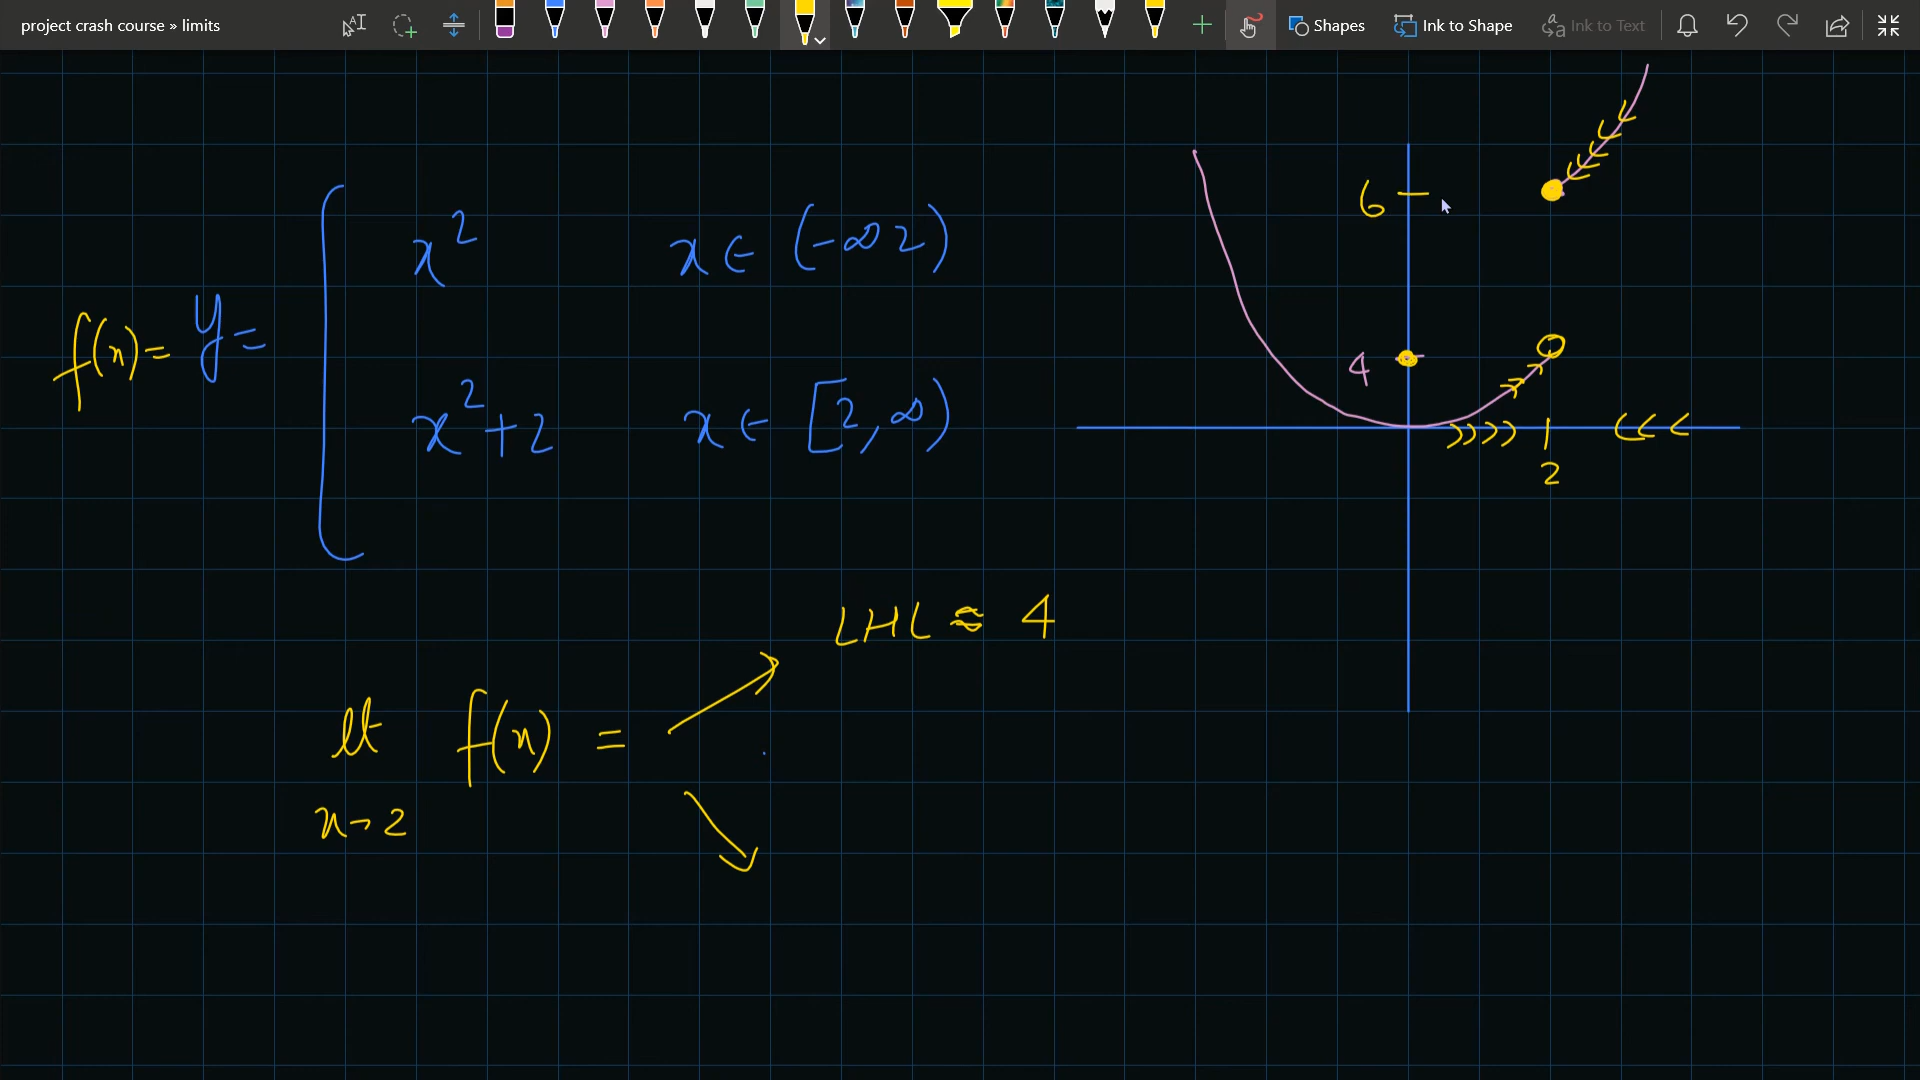 project crash course » limits
Shapes
Ink to Shape
Ink to Text
f(x) = y =
x² x ∈ (-∞ 2)
x²+2 x ∈ [2, ∞)
6
4
2
LHL ≈ 4
lt f(x) =
x→2